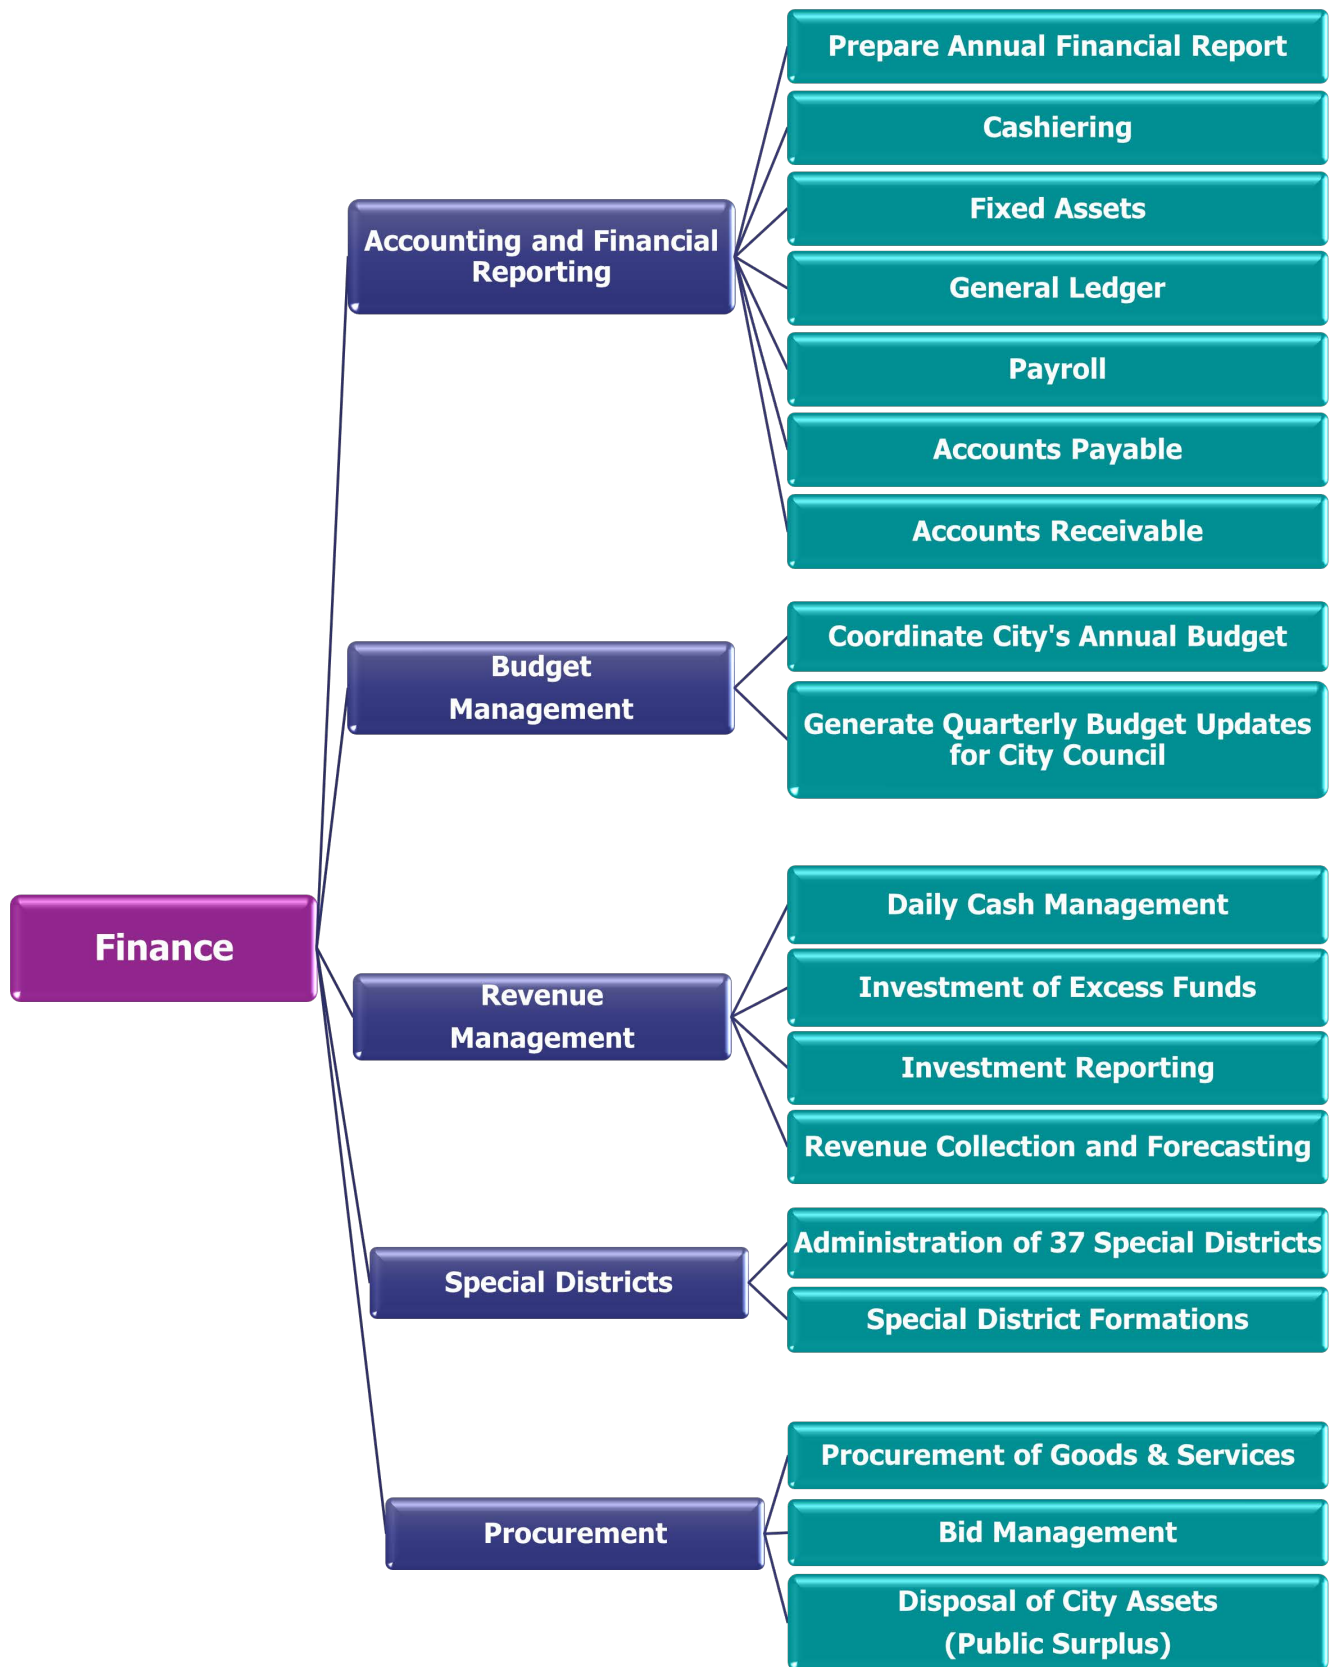 Finance
Accounting and Financial
Reporting
Prepare Annual Financial Report
Cashiering
Fixed Assets
General Ledger
Payroll
Accounts Payable
Accounts Receivable
Budget
Management
Coordinate City's Annual Budget
Generate Quarterly Budget Updates
for City Council
Revenue
Management
Daily Cash Management
Investment of Excess Funds
Investment Reporting
Revenue Collection and Forecasting
Special Districts
Administration of 37 Special Districts
Special District Formations
Procurement
Procurement of Goods & Services
Bid Management
Disposal of City Assets
(Public Surplus)